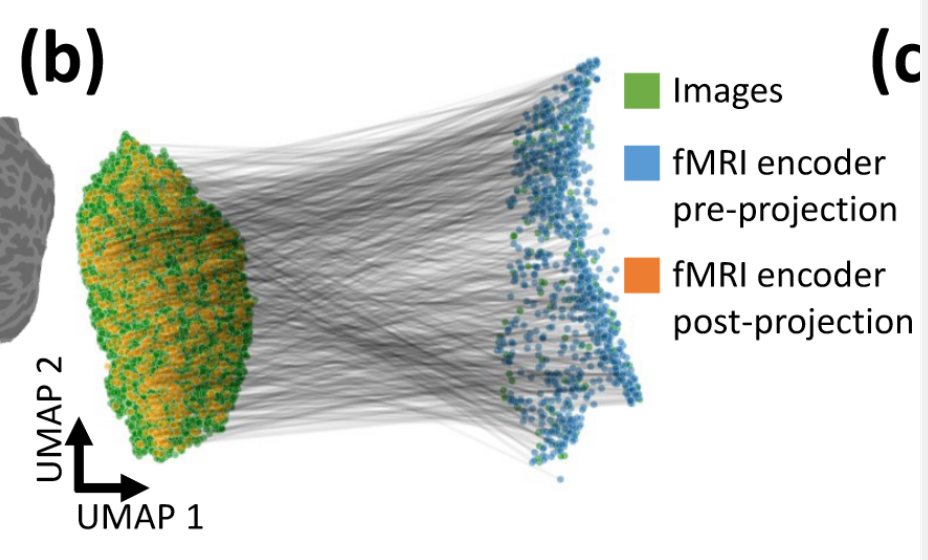 (b)
(c
Images
fMRI encoder
pre-projection
fMRI encoder
post-projection
UMAP 2
UMAP 1